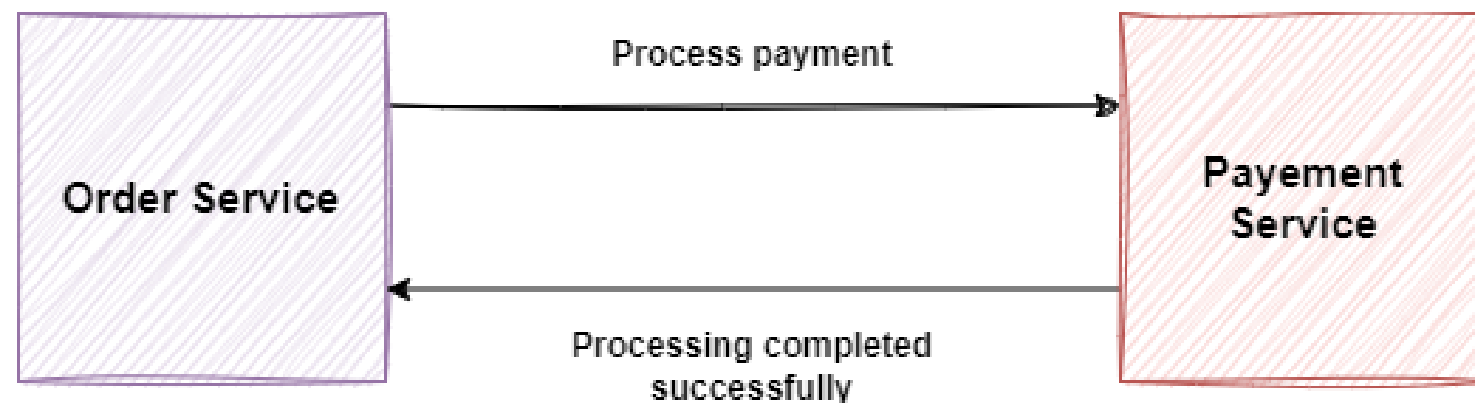 Process payment
Order Service
Payement
Service
Processing completed
successfully